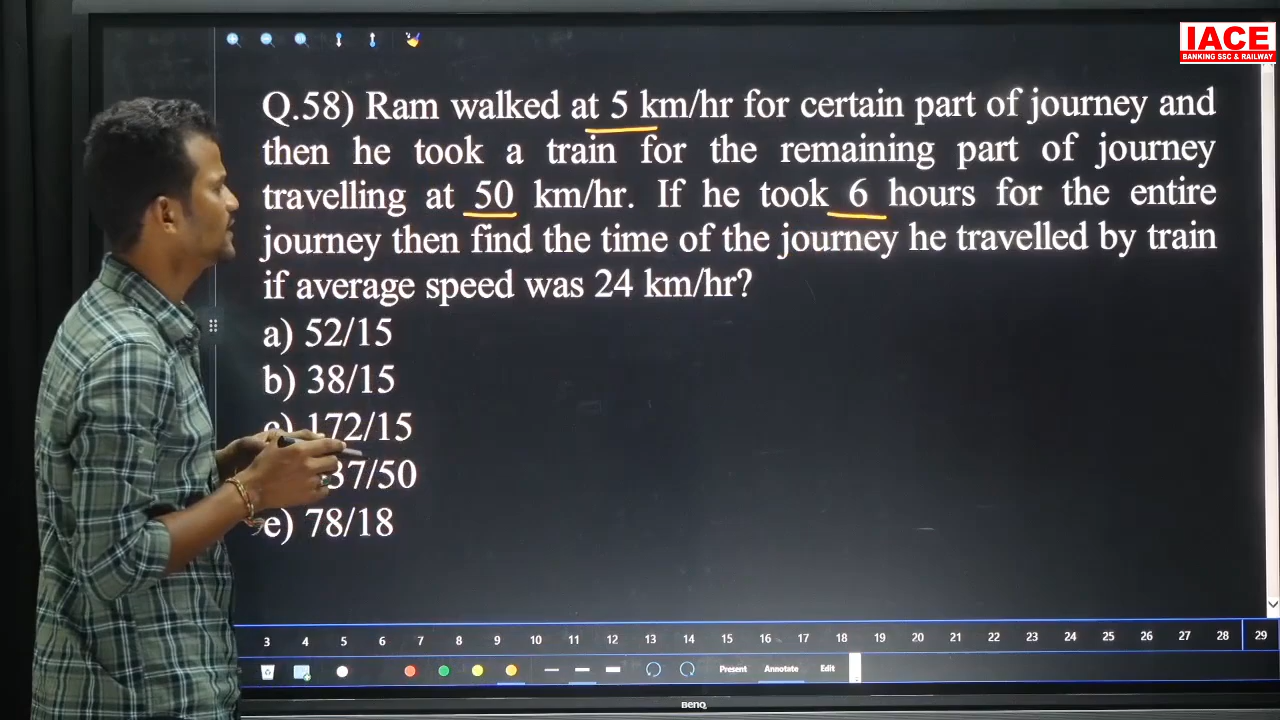 IACE
BANKING SSC & RAILWAY
Q.58) Ram walked at 5 km/hr for certain part of journey and
then he took a train for the remaining part of journey
travelling at 50 km/hr. If he took 6 hours for the entire
journey then find the time of the journey he travelled by train
if average speed was 24 km/hr?
a) 52/15
b) 38/15
c) 172/15
37/50
e) 78/18
3 4 5 6 7 8 9 10 11 12 13 14 15 16 17 18 19 20 21 22 23 24 25 26 27 28 29
Present Annotate Edit
BenQ